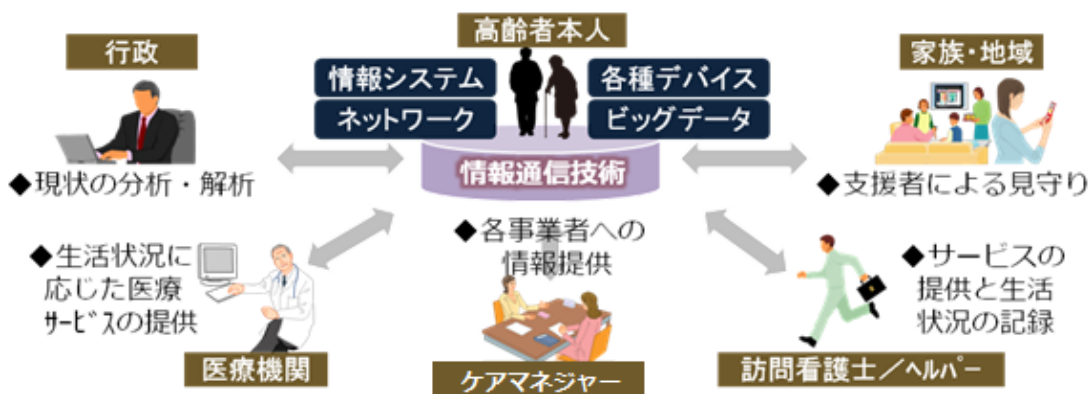 高齢者本人
行政
家族・地域
情報システム
各種デバイス
ネットワーク
ビッグデータ
情報通信技術
◆現状の分析・解析
◆支援者による見守り
◆生活状況に
応じた医療
ｻｰﾋﾞｽの提供
◆各事業者への
情報提供
◆サービスの
提供と生活
状況の記録
医療機関
ケアマネジャー
訪問看護士／ﾍﾙﾊﾟｰ